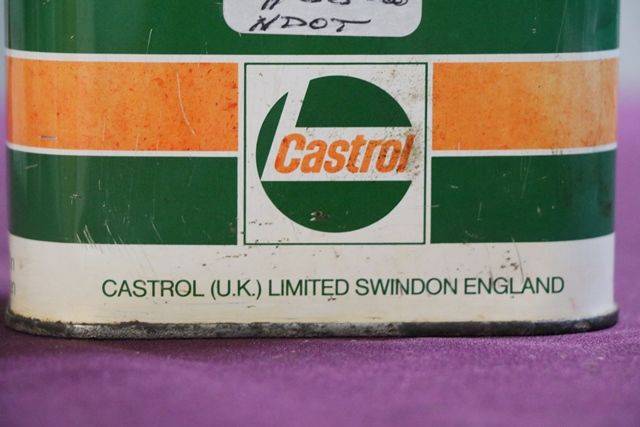 NDOT
Castrol
CASTROL (U.K.) LIMITED SWINDON ENGLAND